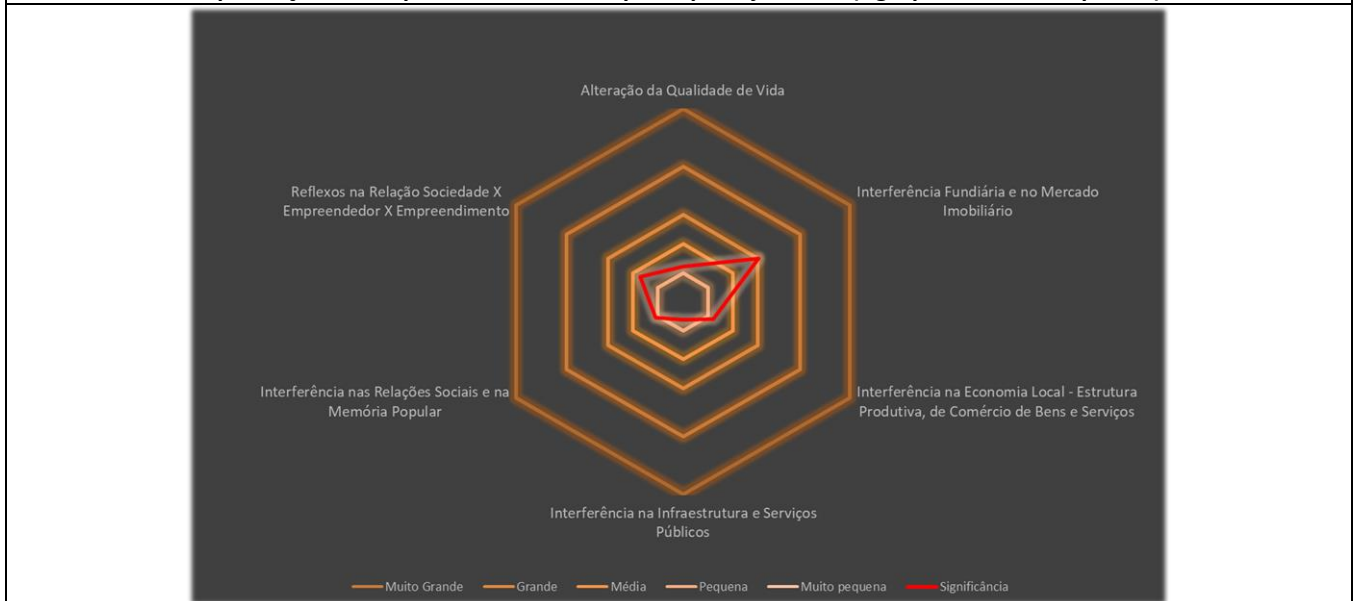 Alteração da Qualidade de Vida
Reflexos na Relação Sociedade X
Empreendedor X Empreendimento
Interferência Fundiária e no Mercado
Imobiliário
Interferência nas Relações Sociais e na
Memória Popular
Interferência na Economia Local - Estrutura
Produtiva, de Comércio de Bens e Serviços
Interferência na Infraestrutura e Serviços
Públicos
Muito Grande Grande Média Pequena Muito pequena Significância